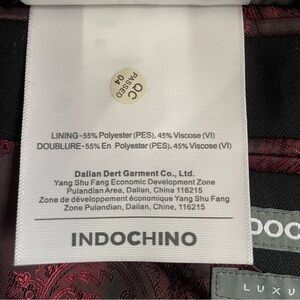 QC
PASSED
04
LINING-55% Polyester (PES), 45% Viscose (VI)
DOUBLURE-55% En Polyester (PES), 45% Viscose (VI)
Dalian Dert Garment Co., Ltd.
Yang Shu Fang Economic Development Zone
Pulandian Area, Dalian, China 116215
Zone de développement économique Yang Shu Fang
Zone Pulandian, Dalian, China, 116215
INDOCHINO
DOC
LUXU